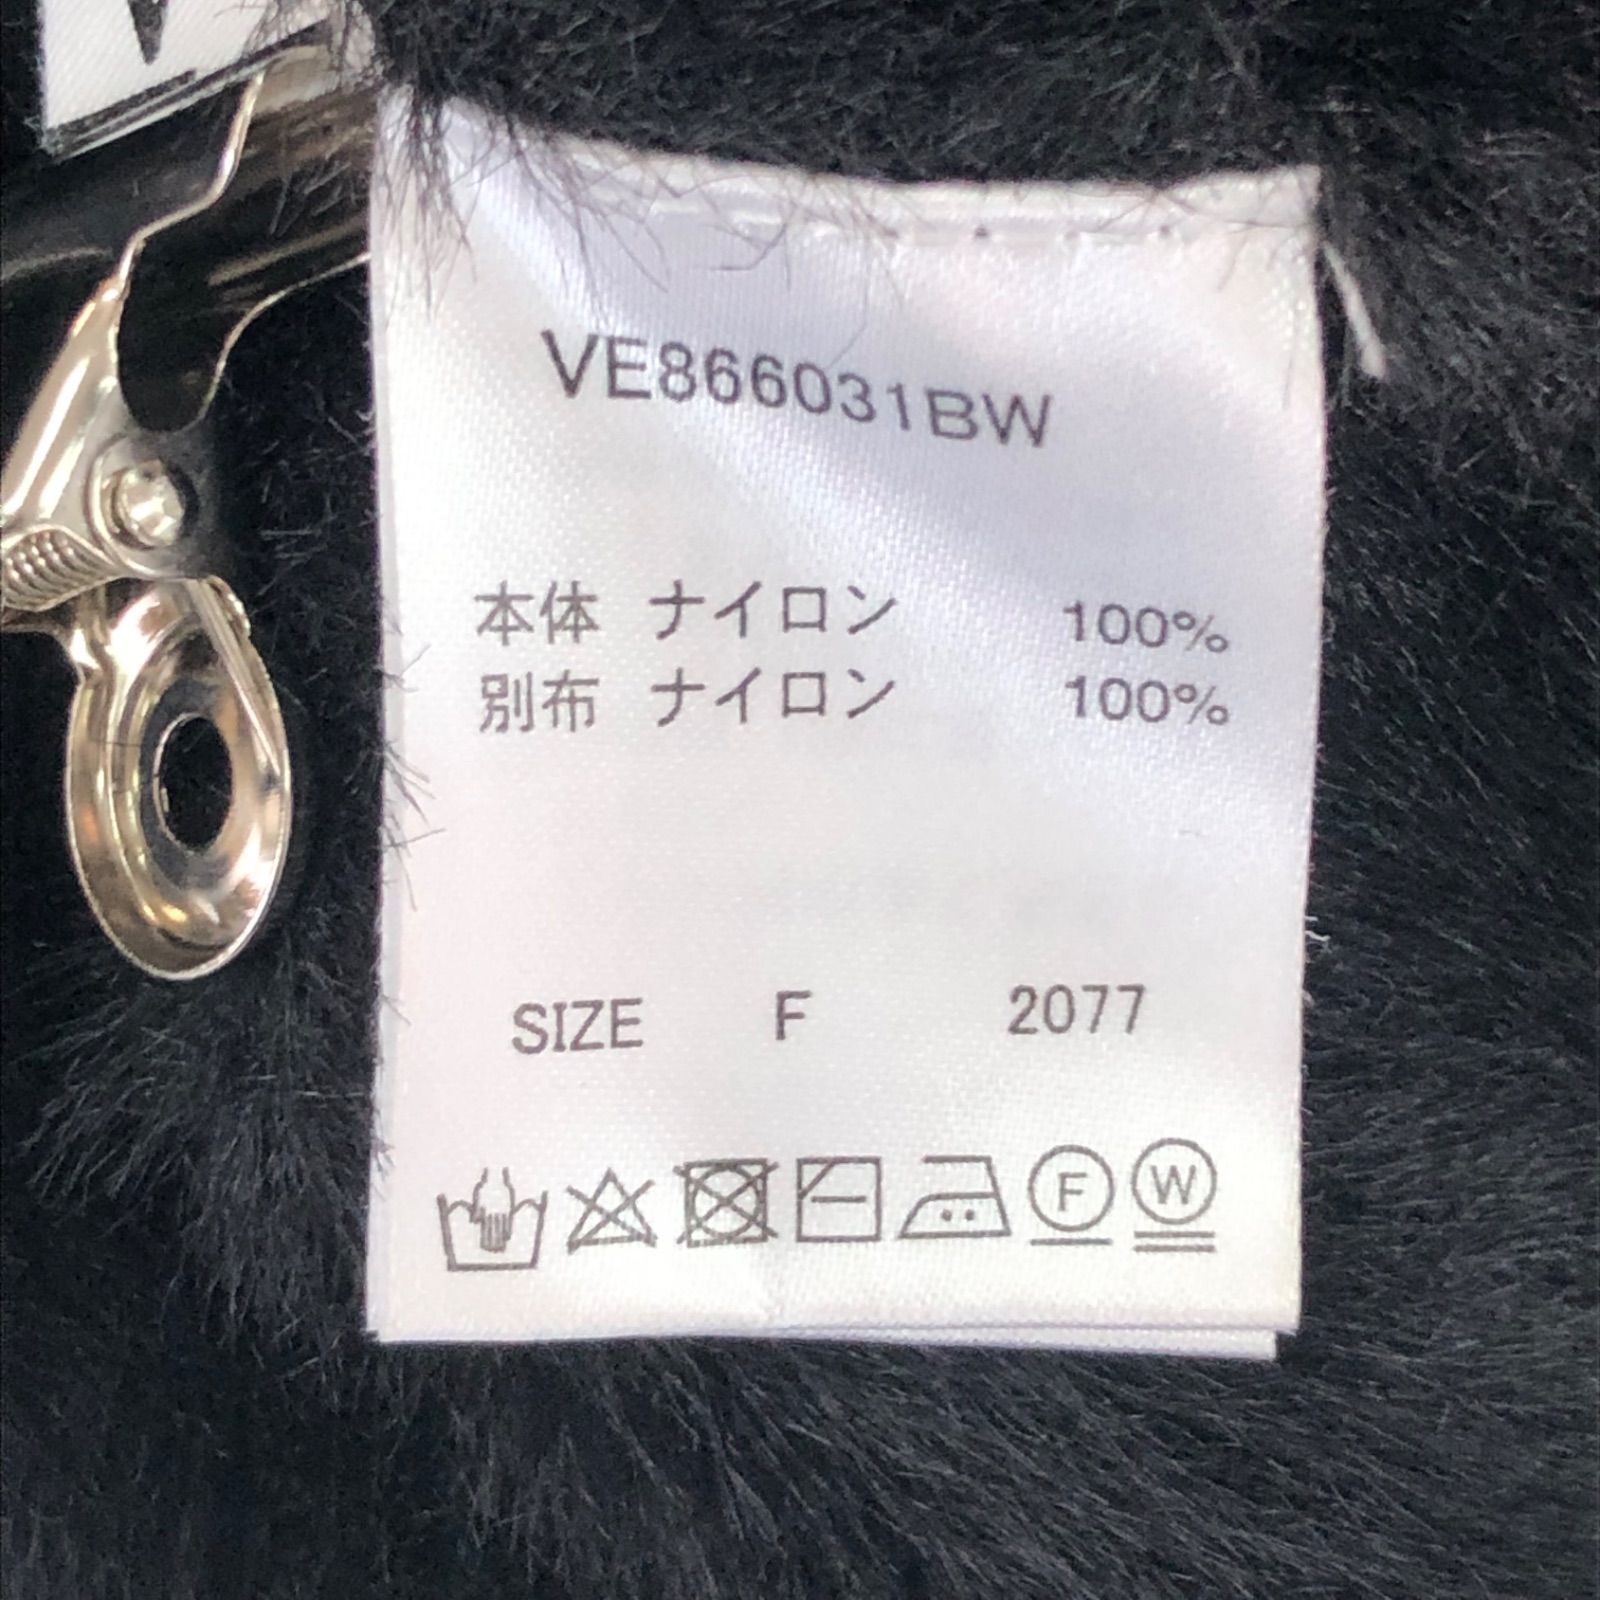 VE866031BW
本体 ナイロン 100%
別布 ナイロン 100%
SIZE F 2077
F W